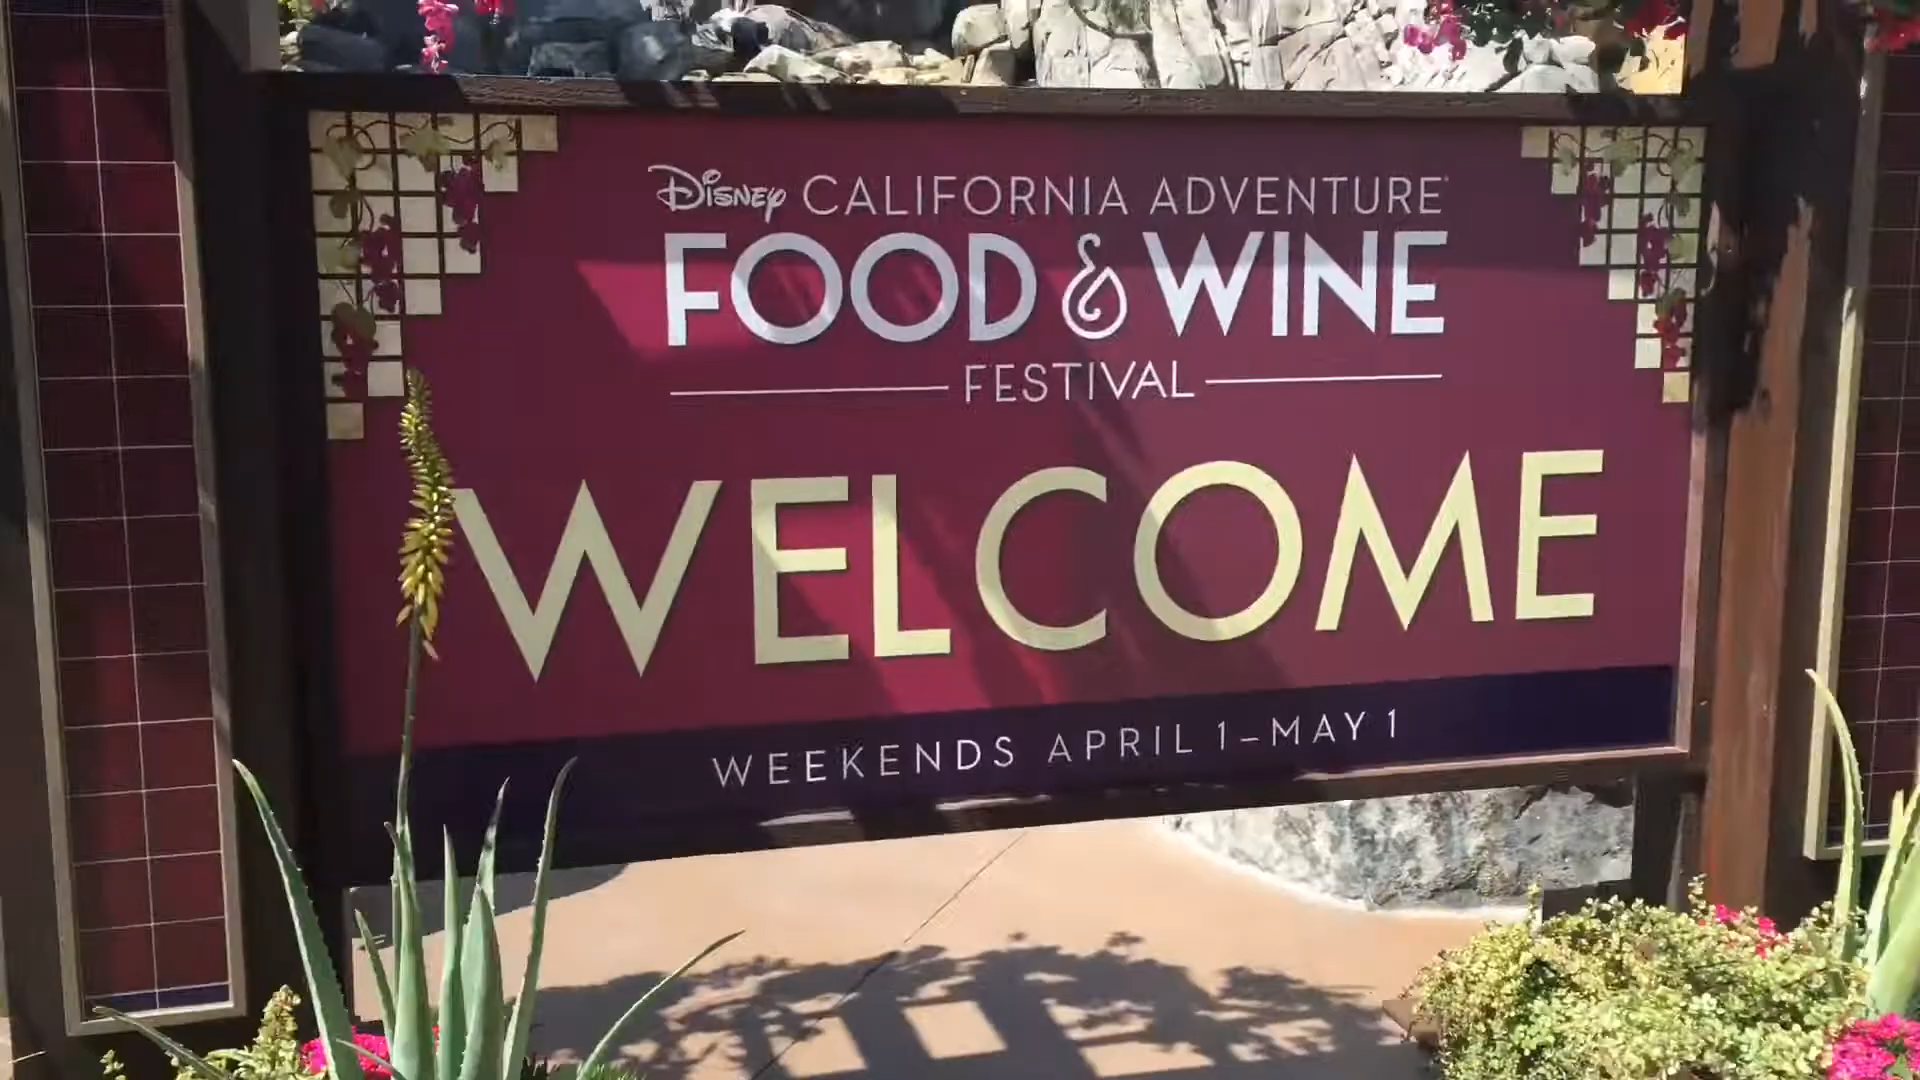 Disney CALIFORNIA ADVENTURE
FOOD & WINE
FESTIVAL
WELCOME
WEEKENDS APRIL 1–MAY 1